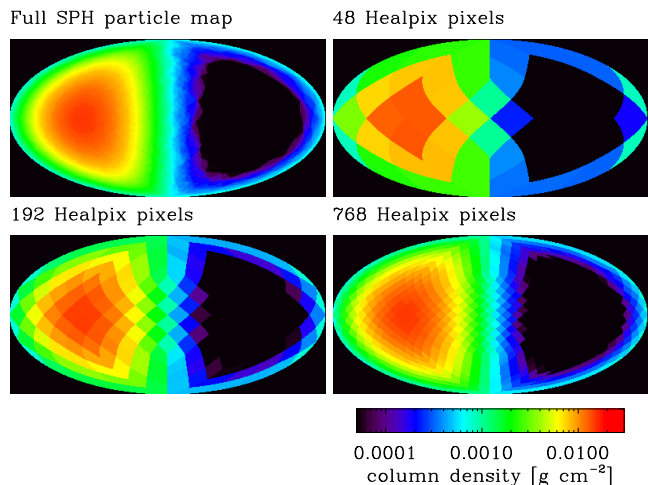 Full SPH particle map
48 Healpix pixels
192 Healpix pixels
768 Healpix pixels
0.0001 0.0010 0.0100
column density [g cm⁻²]